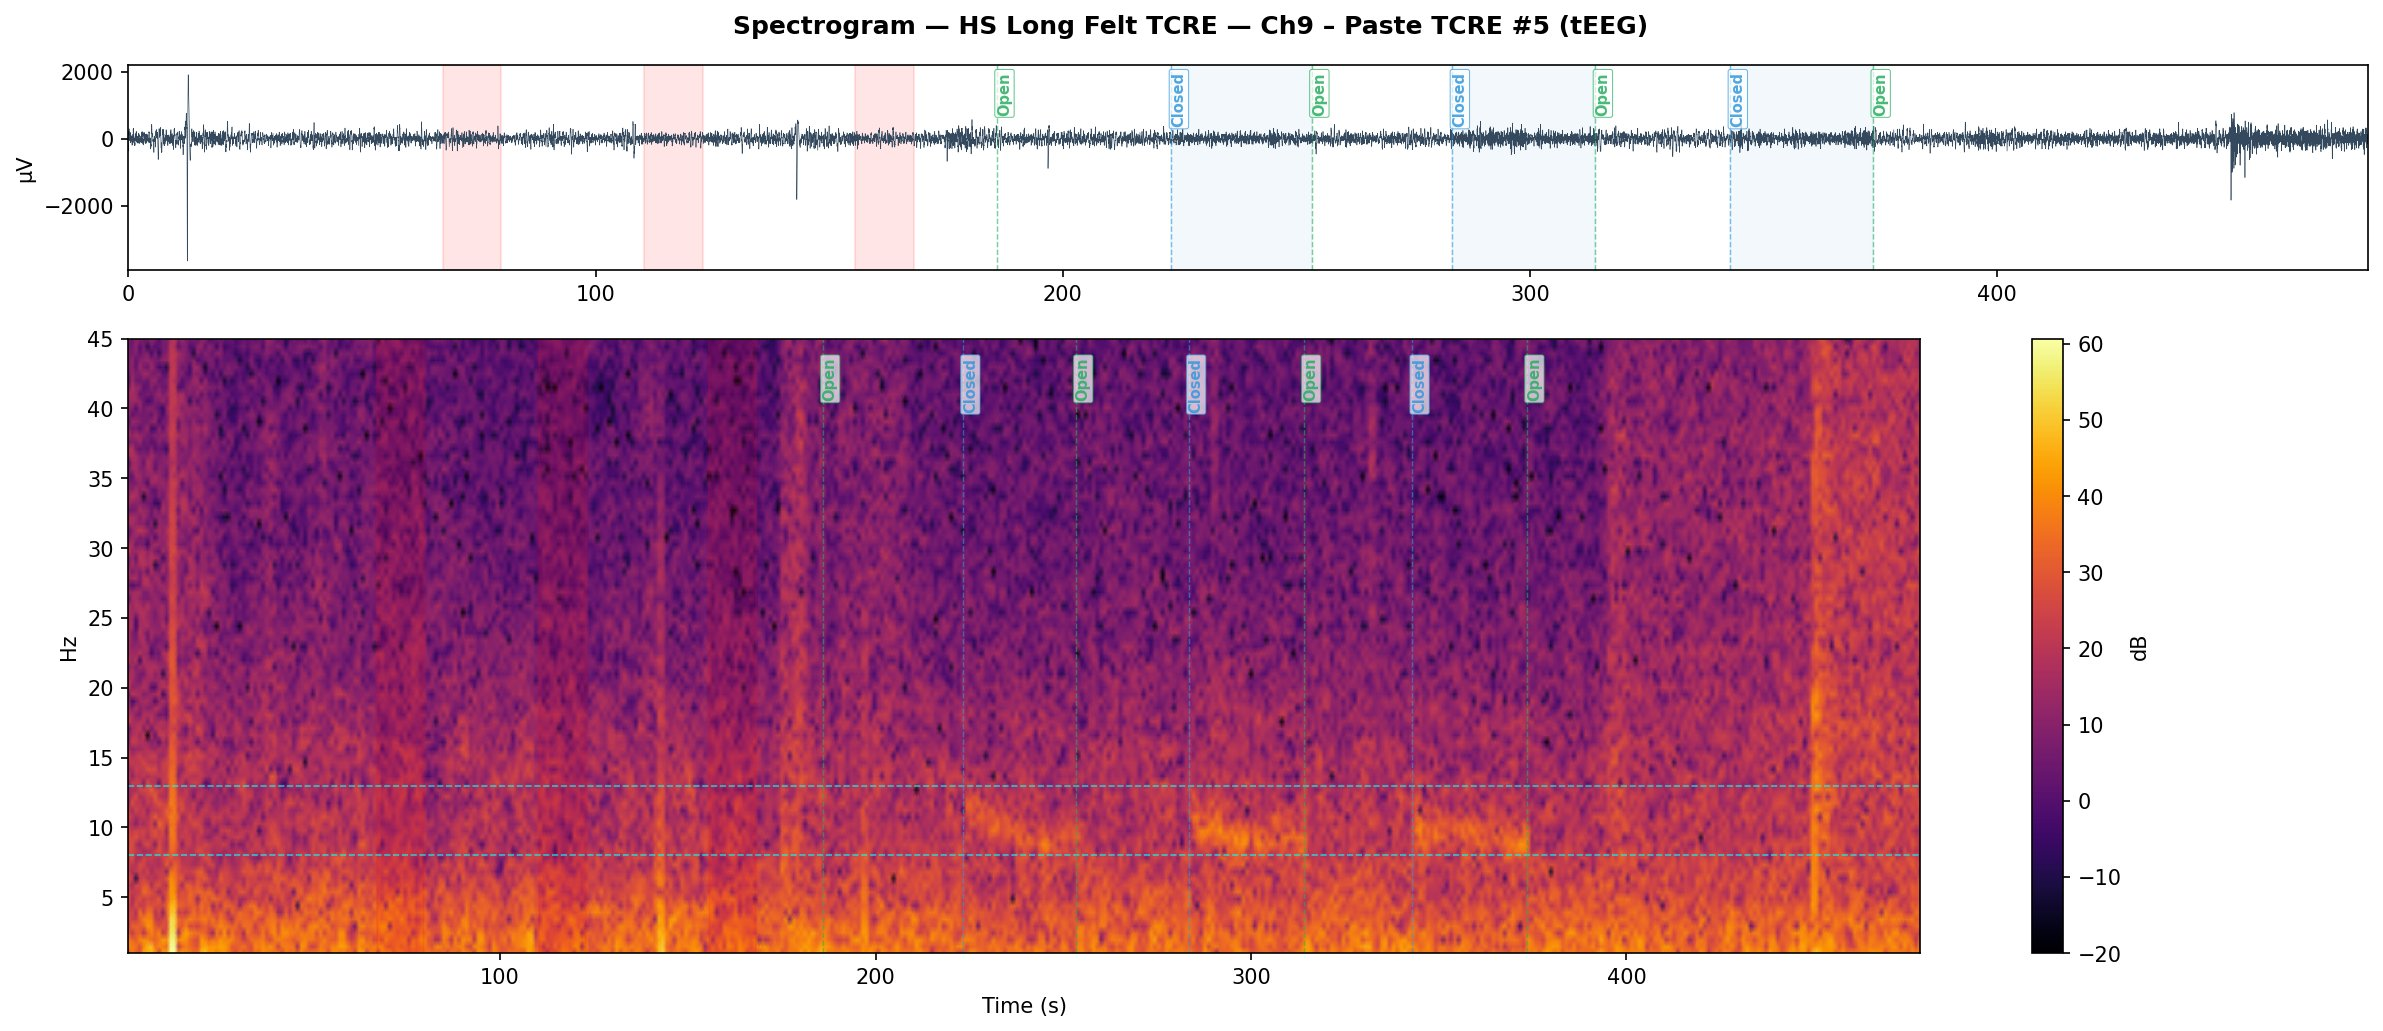 Spectrogram — HS Long Felt TCRE — Ch9 – Paste TCRE #5 (tEEG)
2000
0
−2000
µV
Open
Closed
Open
Closed
Open
Closed
Open
0
100
200
300
400
45
40
35
30
25
20
15
10
5
Hz
Open
Closed
Open
Closed
Open
Closed
Open
100
200
300
400
Time (s)
60
50
40
30
20
10
0
−10
−20
dB